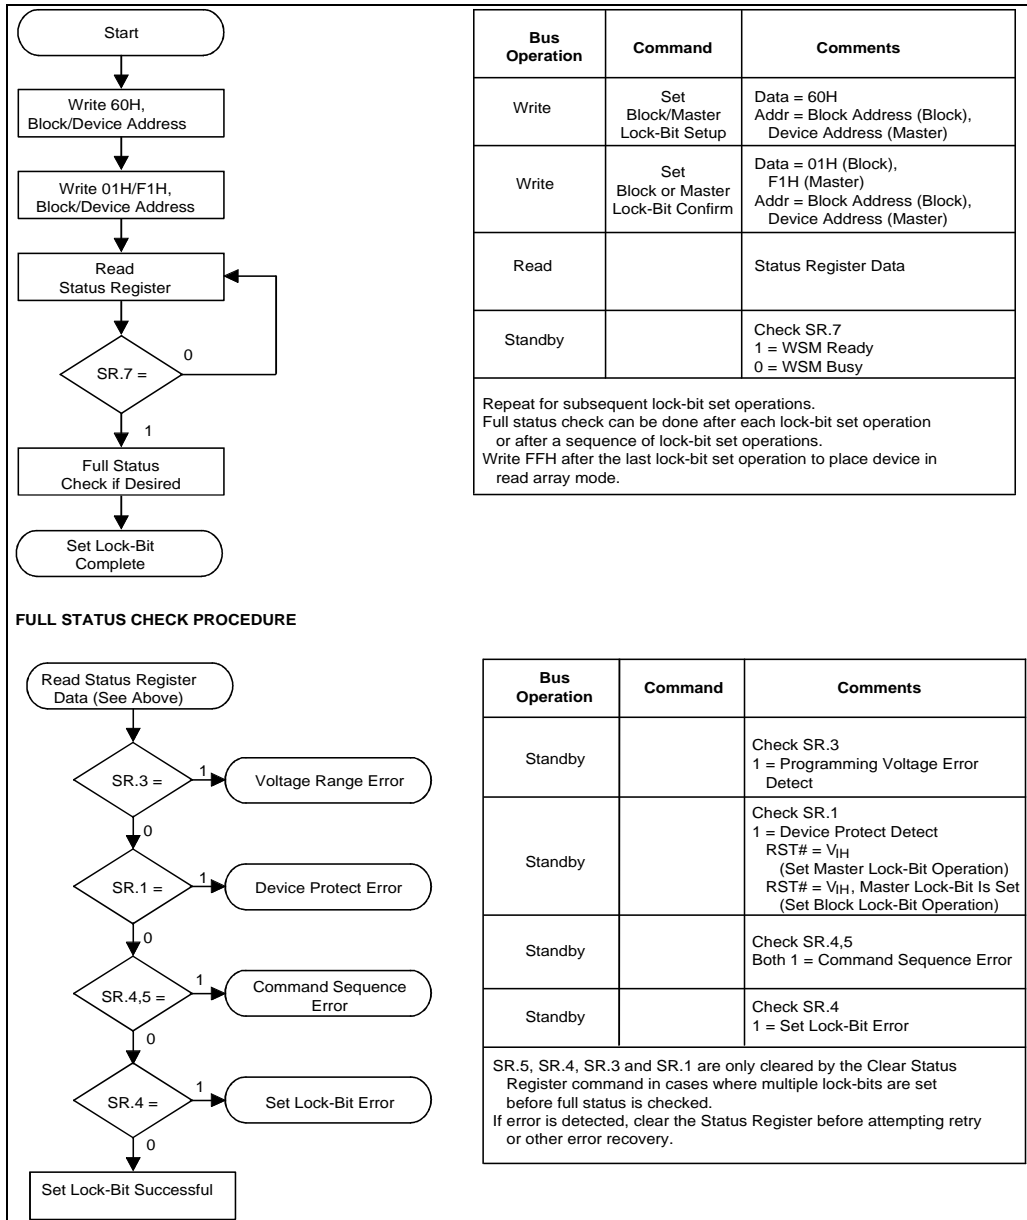 Start
Write 60H,
Block/Device Address
Write 01H/F1H,
Block/Device Address
Read
Status Register
SR.7 =
0
1
Full Status
Check if Desired
Set Lock-Bit
Complete
Bus
Operation
Command
Comments
Write
Set
Block/Master
Lock-Bit Setup
Data = 60H
Addr = Block Address (Block),
Device Address (Master)
Write
Set
Block or Master
Lock-Bit Confirm
Data = 01H (Block),
F1H (Master)
Addr = Block Address (Block),
Device Address (Master)
Read
Status Register Data
Standby
Check SR.7
1 = WSM Ready
0 = WSM Busy
Repeat for subsequent lock-bit set operations.
Full status check can be done after each lock-bit set operation
or after a sequence of lock-bit set operations.
Write FFH after the last lock-bit set operation to place device in
read array mode.
FULL STATUS CHECK PROCEDURE
Read Status Register
Data (See Above)
SR.3 =
1
Voltage Range Error
0
SR.1 =
1
Device Protect Error
0
SR.4,5 =
1
Command Sequence
Error
0
SR.4 =
1
Set Lock-Bit Error
0
Set Lock-Bit Successful
Bus
Operation
Command
Comments
Standby
Check SR.3
1 = Programming Voltage Error
Detect
Standby
Check SR.1
1 = Device Protect Detect
RST# = VIH
(Set Master Lock-Bit Operation)
RST# = VIH, Master Lock-Bit Is Set
(Set Block Lock-Bit Operation)
Standby
Check SR.4,5
Both 1 = Command Sequence Error
Standby
Check SR.4
1 = Set Lock-Bit Error
SR.5, SR.4, SR.3 and SR.1 are only cleared by the Clear Status
Register command in cases where multiple lock-bits are set
before full status is checked.
If error is detected, clear the Status Register before attempting retry
or other error recovery.